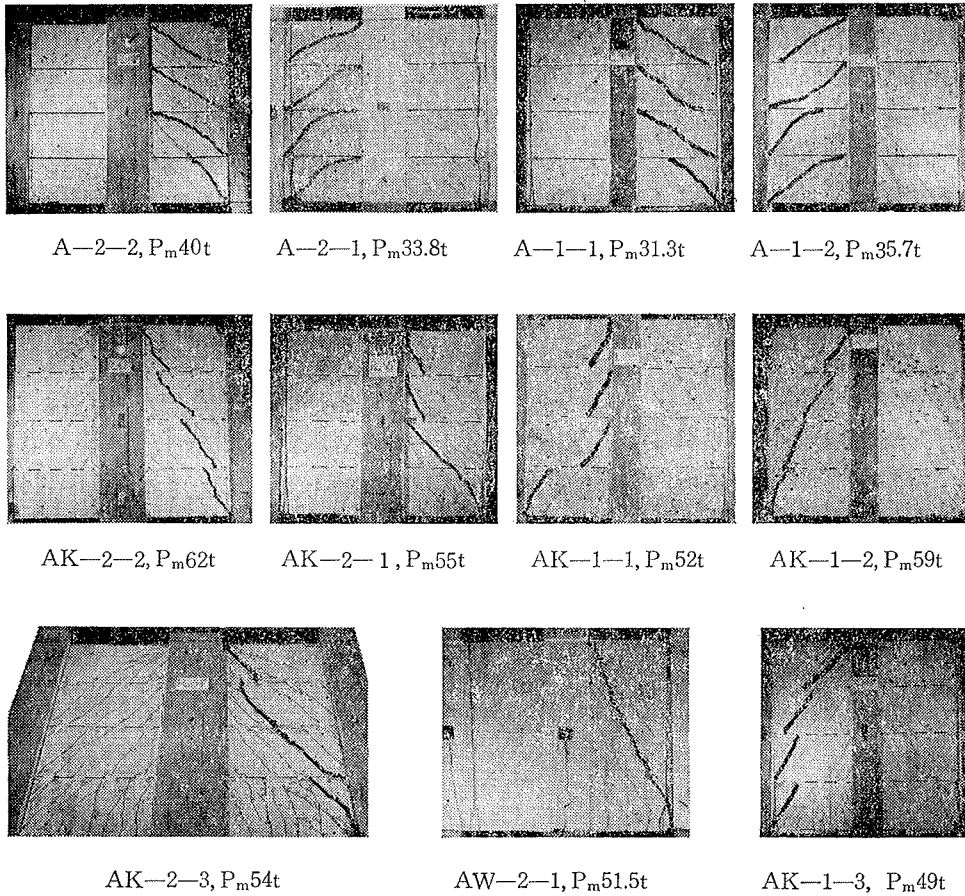 A—2—2, Pm40t
A—2—1, Pm33.8t
A—1—1, Pm31.3t
A—1—2, Pm35.7t
AK—2—2, Pm62t
AK—2—1, Pm55t
AK—1—1, Pm52t
AK—1—2, Pm59t
AK—2—3, Pm54t
AW—2—1, Pm51.5t
AK—1—3, Pm49t